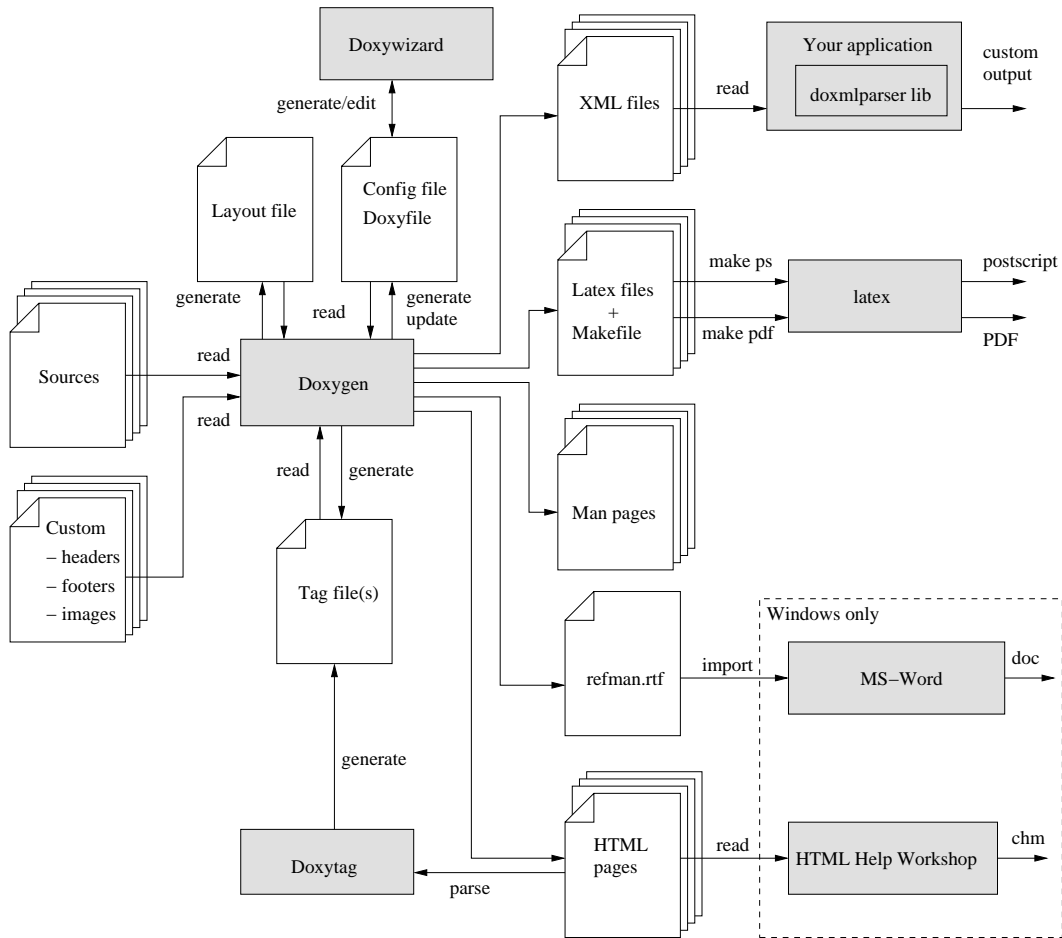 Doxywizard
Your application
doxmlparser lib
custom
output
generate/edit
XML files
read
Layout file
Config file
Doxyfile
generate
read
generate
update
Latex files
+
Makefile
make ps
make pdf
latex
postscript
PDF
Sources
read
Doxygen
read
read
generate
Man pages
Custom
− headers
− footers
− images
Tag file(s)
Windows only
refman.rtf
import
MS−Word
doc
generate
Doxytag
parse
HTML
pages
read
HTML Help Workshop
chm